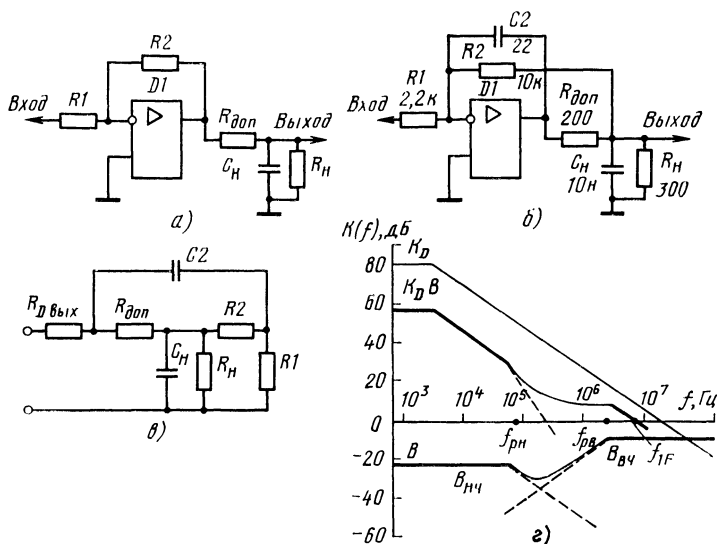 R2
D1
R1
Вход
Rдоп
Выход
Cн
Rн
а)
C2
22
R2
10к
D1
R1
2,2к
Вход
Rдоп
200
Выход
Cн
10н
Rн
300
б)
C2
RD вых
Rдоп
R2
Cн
Rн
R1
в)
K(f), дБ
KD
80
KD B
60
40
20
0
-20
-40
-60
10³
10⁴
10⁵
10⁶
10⁷
f, Гц
fрн
fрв
f1F
B
Bнч
Bвч
г)